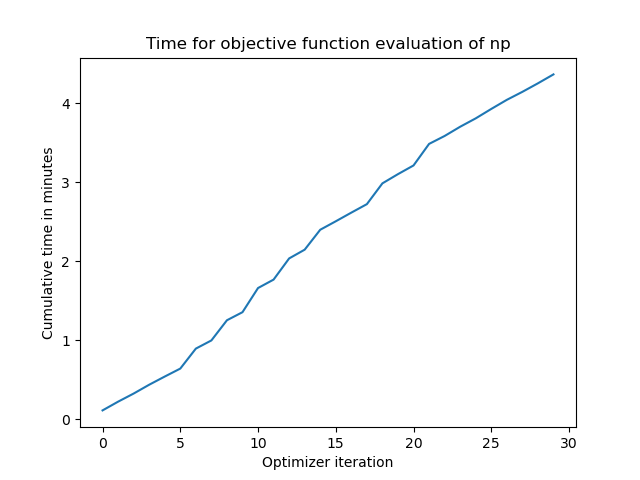 Time for objective function evaluation of np
Cumulative time in minutes
4
3
2
1
0
0 5 10 15 20 25 30
Optimizer iteration